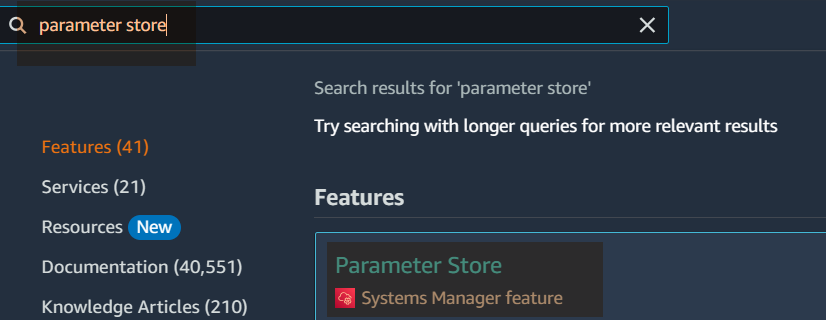 parameter store
Search results for 'parameter store'
Try searching with longer queries for more relevant results
Features (41)
Services (21)
Resources New
Documentation (40,551)
Knowledge Articles (210)
Features
Parameter Store
Systems Manager feature